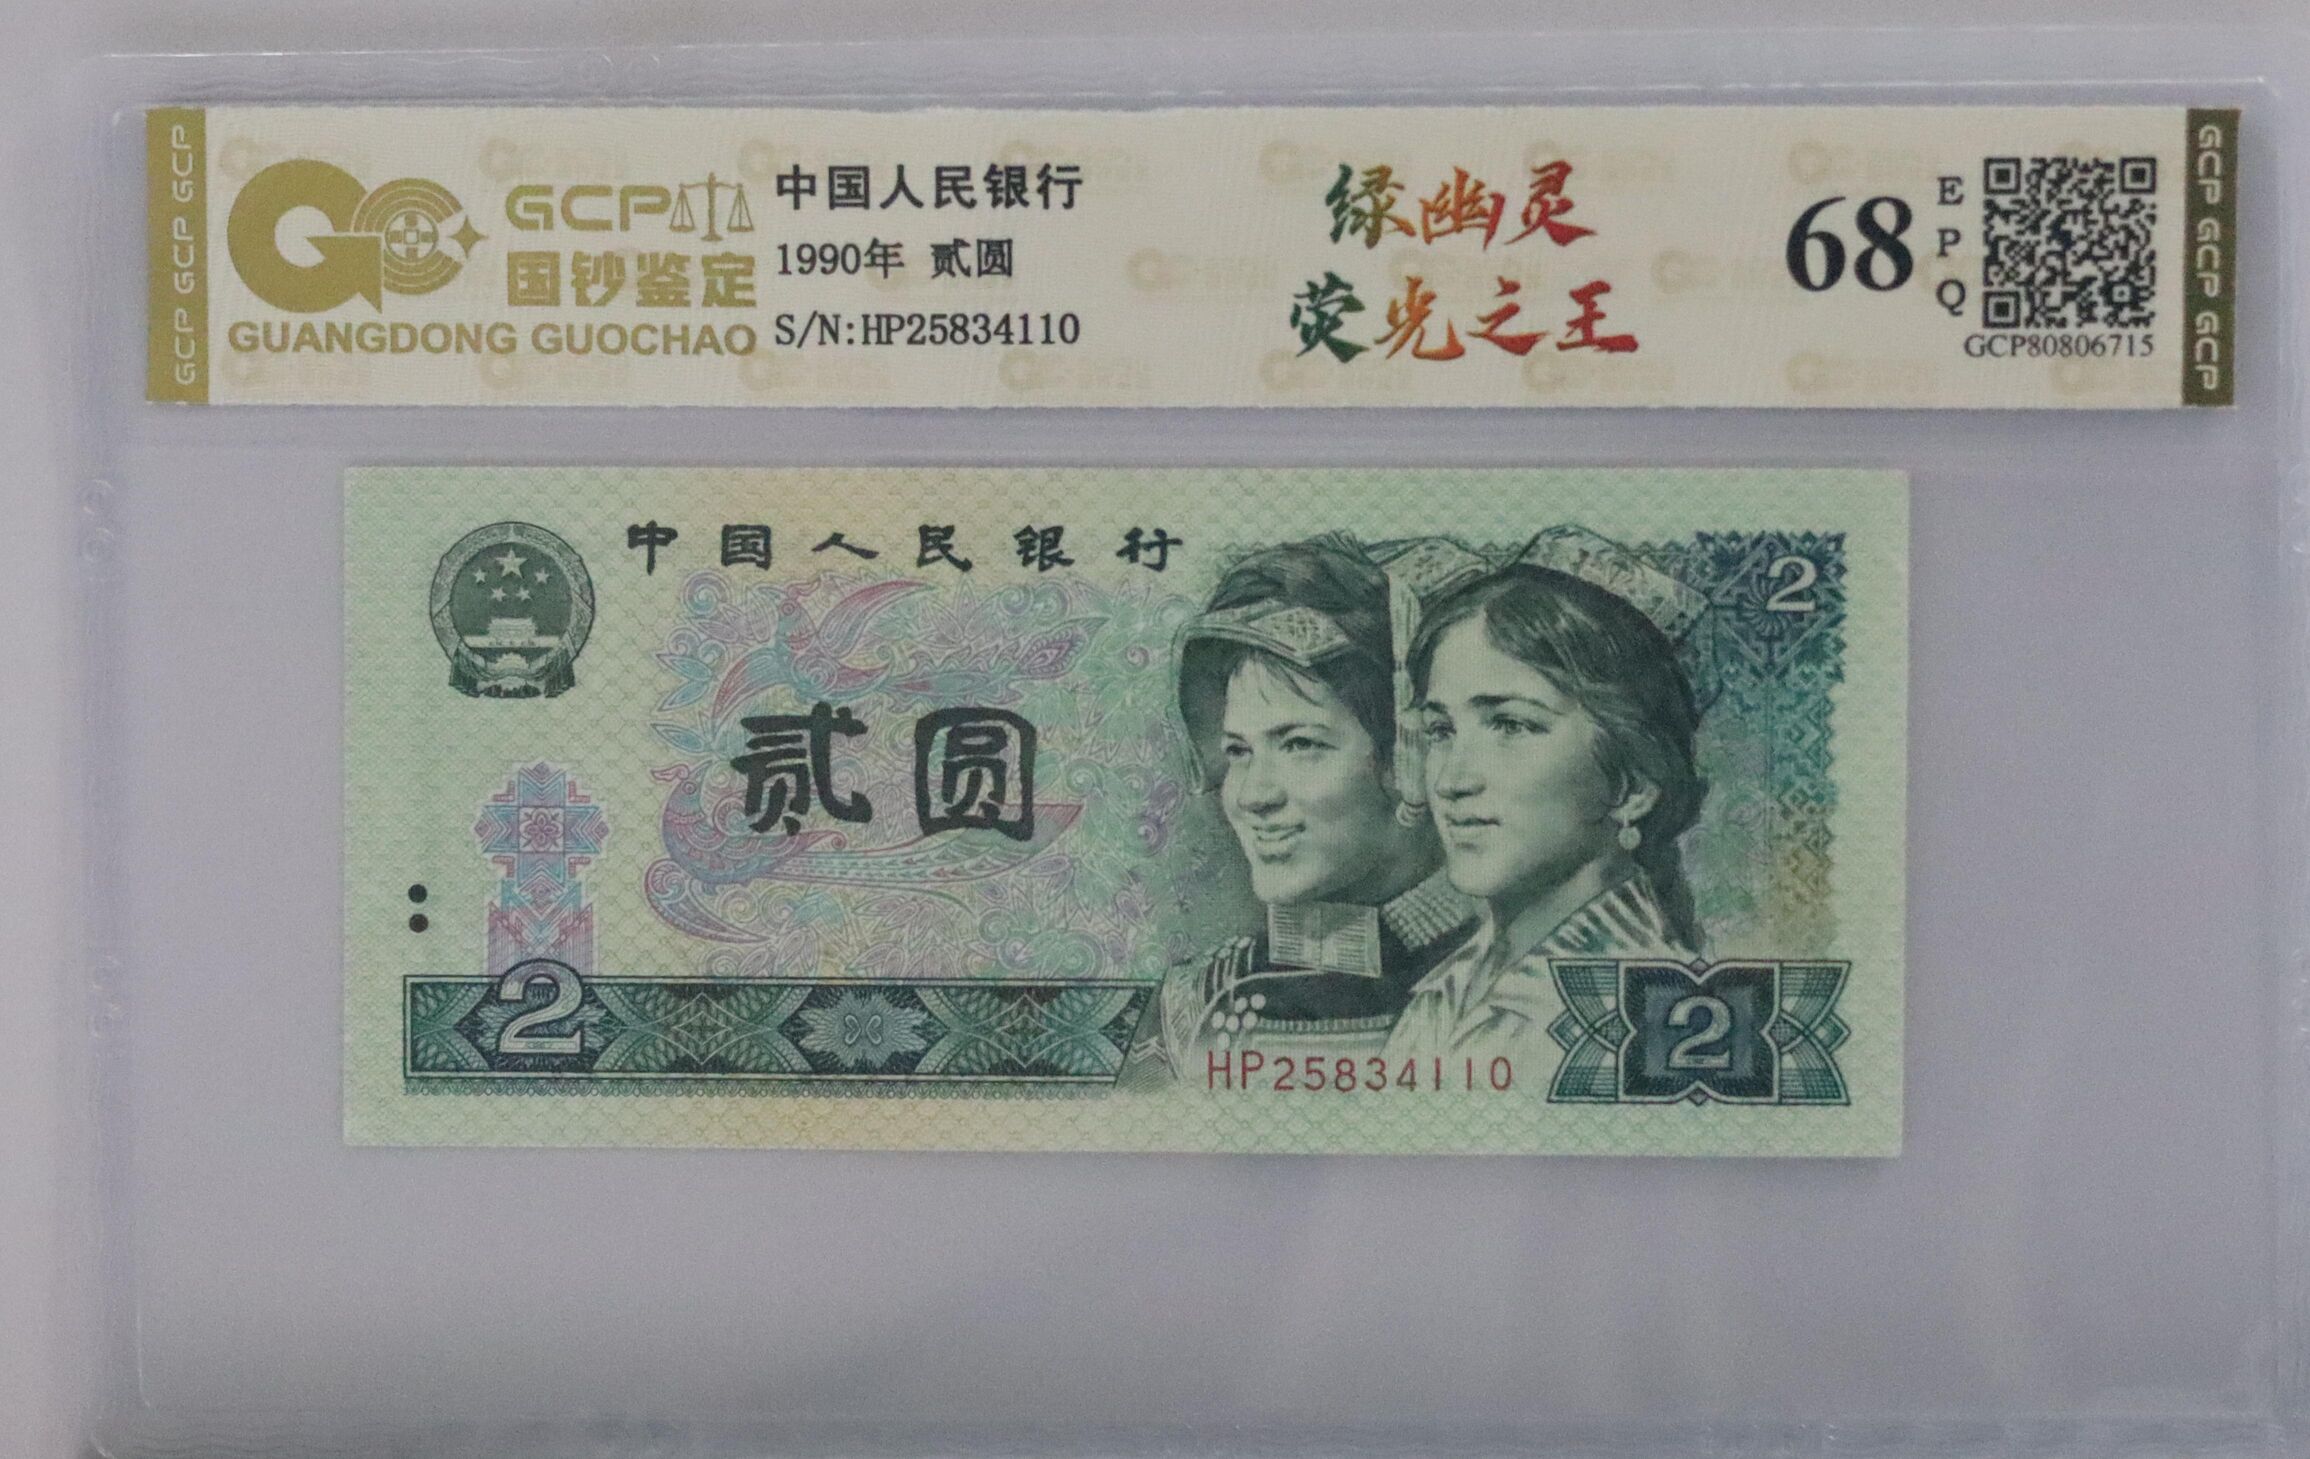 GCP GCP GCP
GCP
国钞鉴定
GUANGDONG GUOCHAO
中国人民银行
1990年 贰圆
S/N:HP25834110
绿幽灵
荧光之王
68
EPQ
GCP80806715
GCP GCP GCP
中国人民银行
2
贰圆
2
HP25834110
2